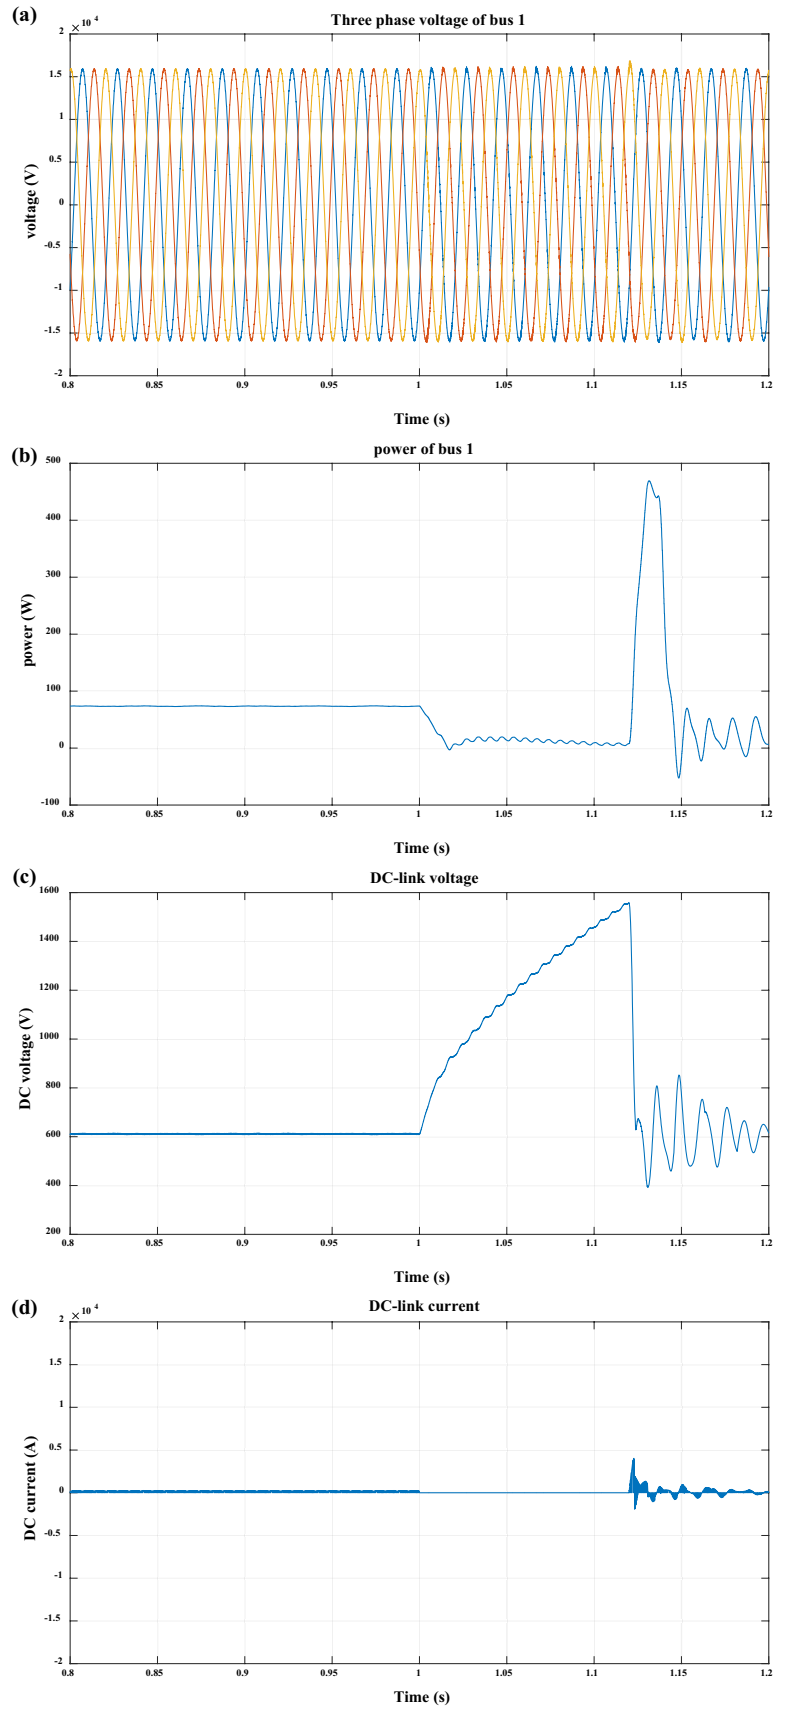 (a)
Three phase voltage of bus 1
×10 4
2
1.5
1
0.5
0
-0.5
-1
-1.5
-2
voltage (V)
0.8 0.85 0.9 0.95 1 1.05 1.1 1.15 1.2
Time (s)
(b)
power of bus 1
500
400
300
200
100
0
-100
power (W)
0.8 0.85 0.9 0.95 1 1.05 1.1 1.15 1.2
Time (s)
(c)
DC-link voltage
1600
1400
1200
1000
800
600
400
200
DC voltage (V)
0.8 0.85 0.9 0.95 1 1.05 1.1 1.15 1.2
Time (s)
(d)
DC-link current
×10 4
2
1.5
1
0.5
0
-0.5
-1
-1.5
-2
DC current (A)
0.8 0.85 0.9 0.95 1 1.05 1.1 1.15 1.2
Time (s)